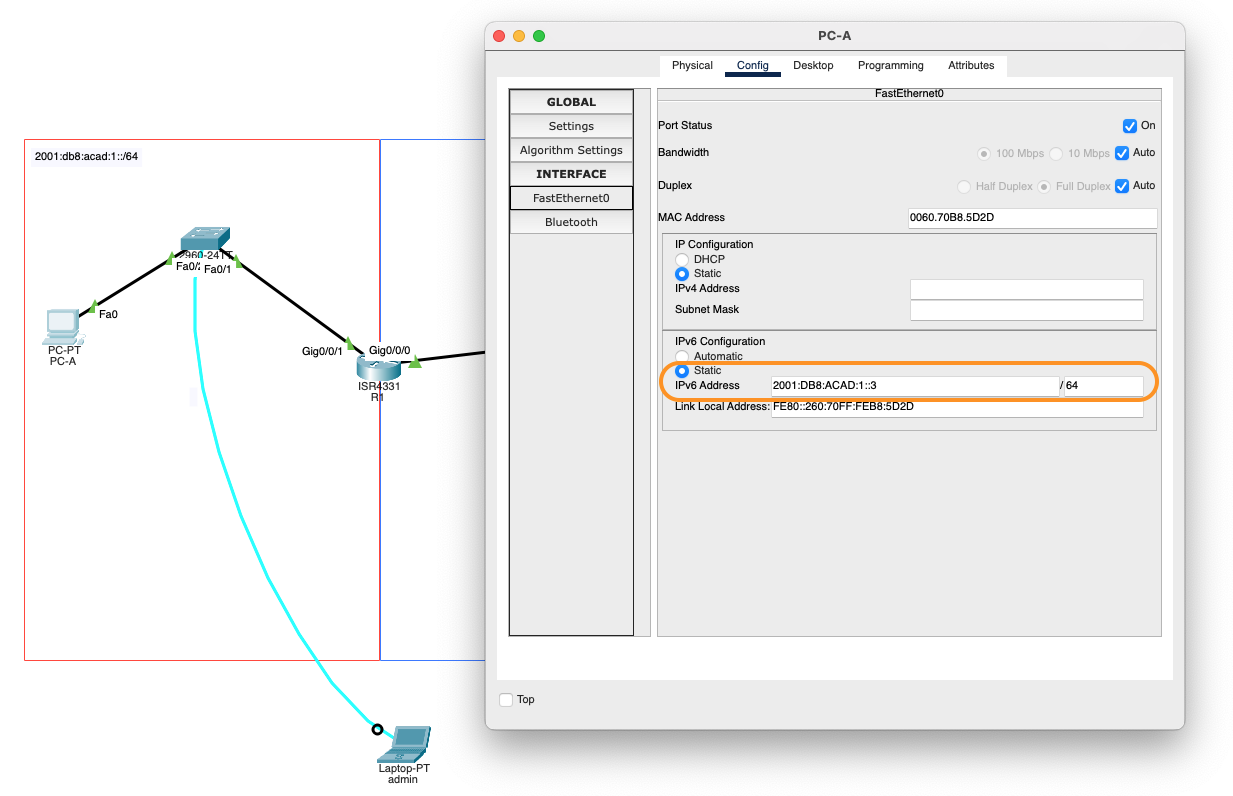 PC-A
Physical Config Desktop Programming Attributes
GLOBAL
Settings
Algorithm Settings
INTERFACE
FastEthernet0
Bluetooth
FastEthernet0
Port Status On
Bandwidth 100 Mbps 10 Mbps Auto
Duplex Half Duplex Full Duplex Auto
MAC Address 0060.70B8.5D2D
IP Configuration
DHCP
Static
IPv4 Address
Subnet Mask
IPv6 Configuration
Automatic
Static
IPv6 Address 2001:DB8:ACAD:1::3 / 64
Link Local Address: FE80::260:70FF:FEB8:5D2D
Top
2001:db8:acad:1::/64
2960-24TT
Fa0/1
Fa0
PC-PT
PC-A
Gig0/0/1 Gig0/0/0
ISR4331
R1
Laptop-PT
admin